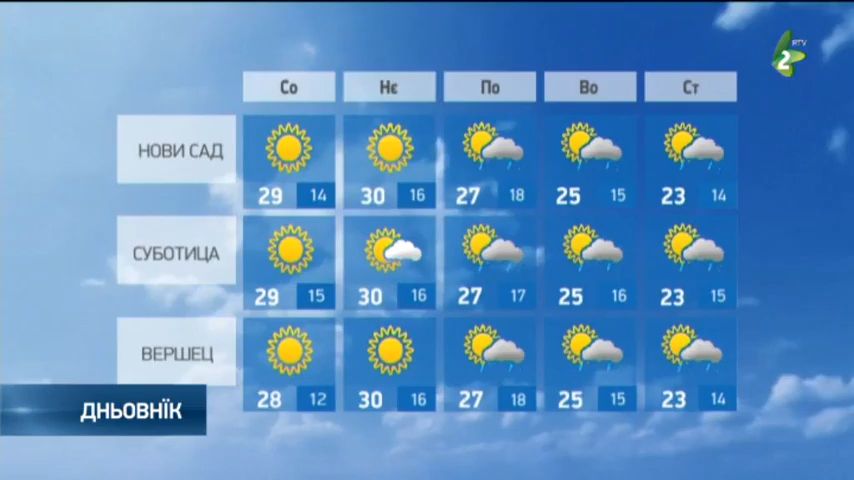 RTV
2
Со Нє По Во Ст
НОВИ САД 29 14 30 16 27 18 25 15 23 14
СУБОТИЦА 29 15 30 16 27 17 25 16 23 15
ВЕРШЕЦ 28 12 30 16 27 18 25 15 23 14
ДНЬОВНЇК